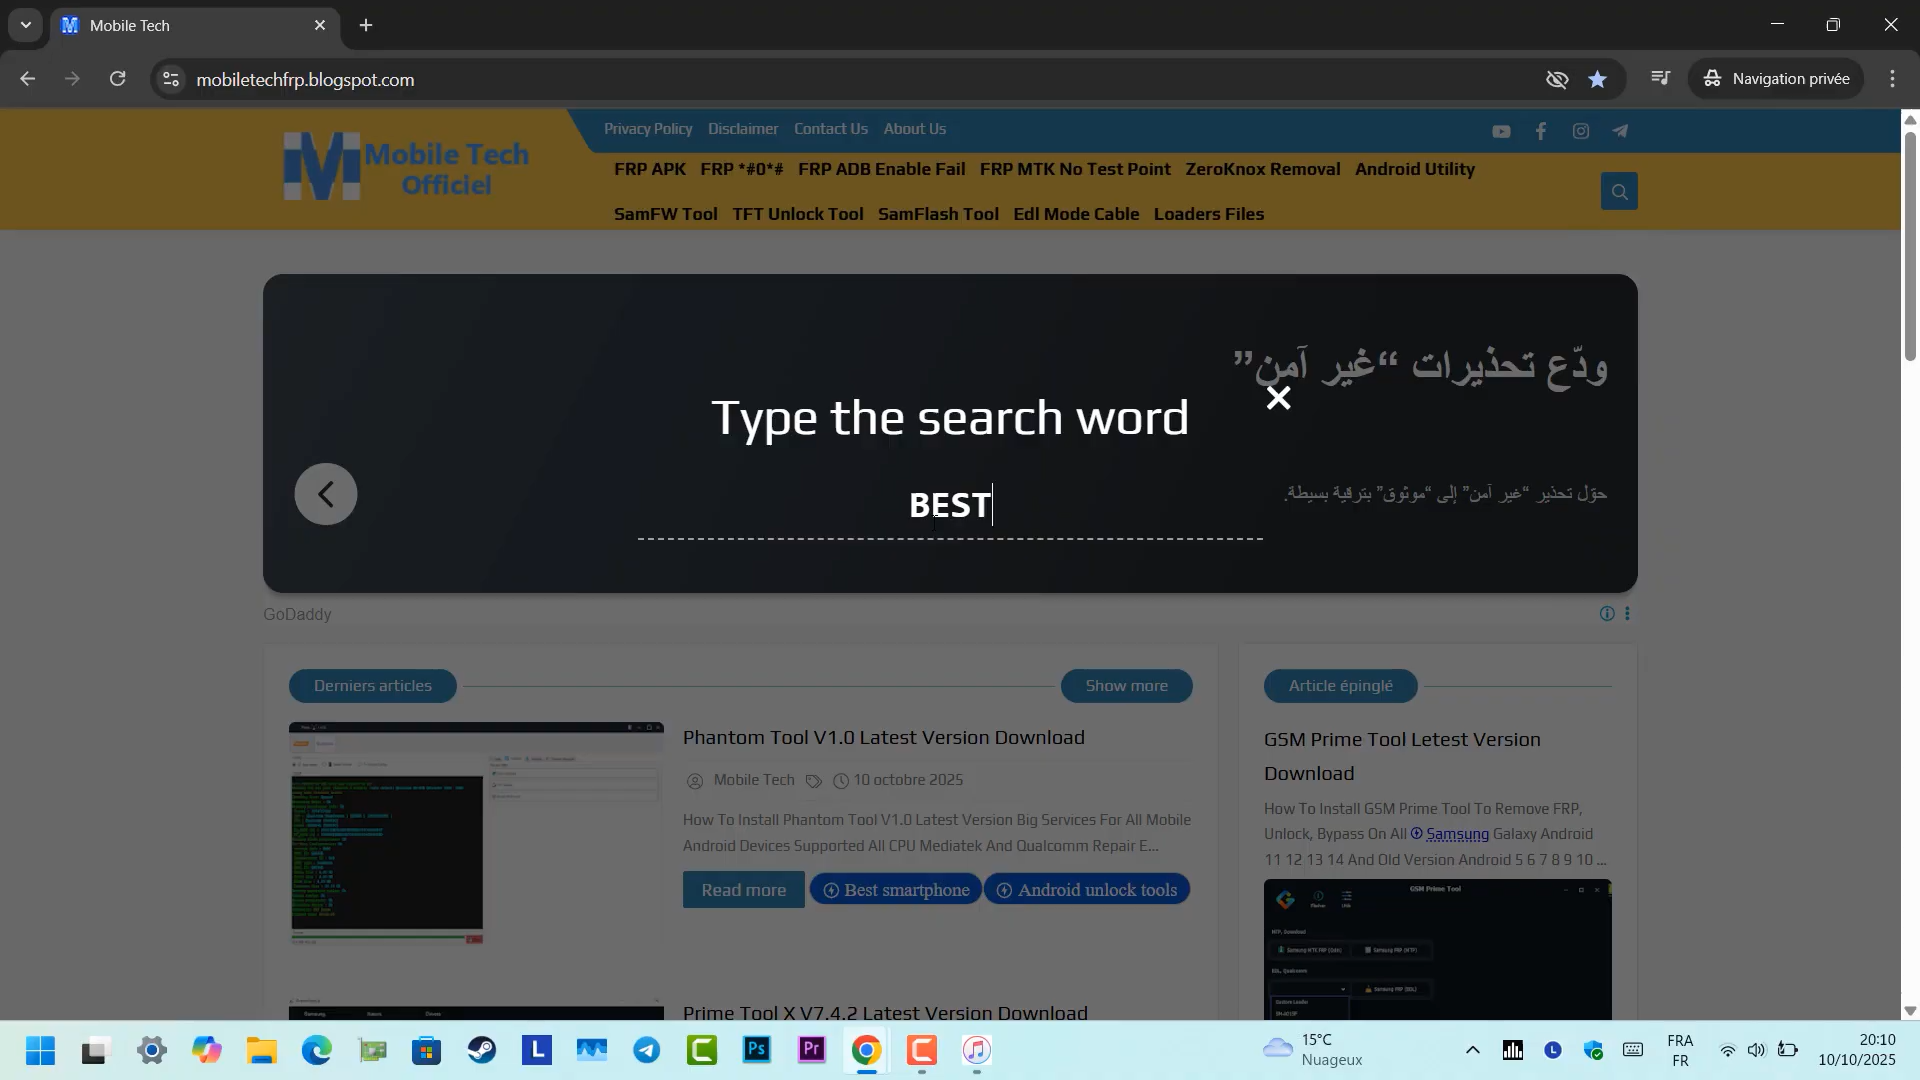 Mobile Tech
mobiletechfrp.blogspot.com
Navigation privée
Privacy Policy Disclaimer Contact Us About Us
Mobile Tech
Officiel
FRP APK FRP *#0*# FRP ADB Enable Fail FRP MTK No Test Point ZeroKnox Removal Android Utility
SamFW Tool TFT Unlock Tool SamFlash Tool Edl Mode Cable Loaders Files
ودّع تحذيرات “غير آمن”
Type the search word
BEST
حوّل تحذير “غير آمن” إلى “موثوق” بترقية بسيطة.
GoDaddy
Derniers articles
Show more
Phantom Tool V1.0 Latest Version Download
Mobile Tech 10 octobre 2025
How To Install Phantom Tool V1.0 Latest Version Big Services For All Mobile
Android Devices Supported All CPU Mediatek And Qualcomm Repair E...
Read more Best smartphone Android unlock tools
Prime Tool X V7.4.2 Latest Version Download
Article épinglé
GSM Prime Tool Letest Version
Download
How To Install GSM Prime Tool To Remove FRP,
Unlock, Bypass On All Samsung Galaxy Android
11 12 13 14 And Old Version Android 5 6 7 8 9 10 ...
GSM Prime Tool
15°C
Nuageux
FRA
FR
20:10
10/10/2025